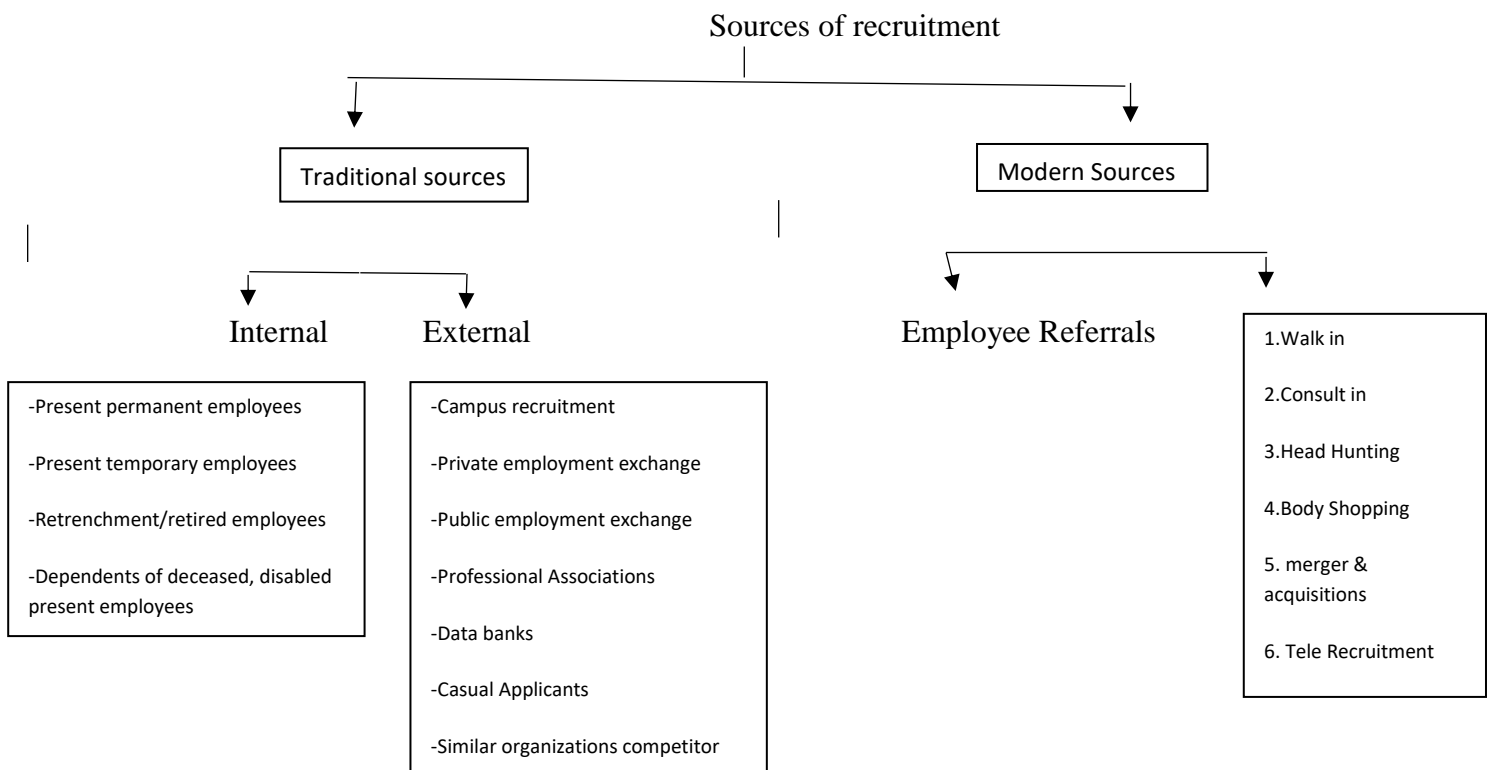 Sources of recruitment
Traditional sources
Modern Sources
Internal
External
Employee Referrals
-Present permanent employees
-Present temporary employees
-Retrenchment/retired employees
-Dependents of deceased, disabled
present employees
-Campus recruitment
-Private employment exchange
-Public employment exchange
-Professional Associations
-Data banks
-Casual Applicants
-Similar organizations competitor
1.Walk in
2.Consult in
3.Head Hunting
4.Body Shopping
5. merger &
acquisitions
6. Tele Recruitment